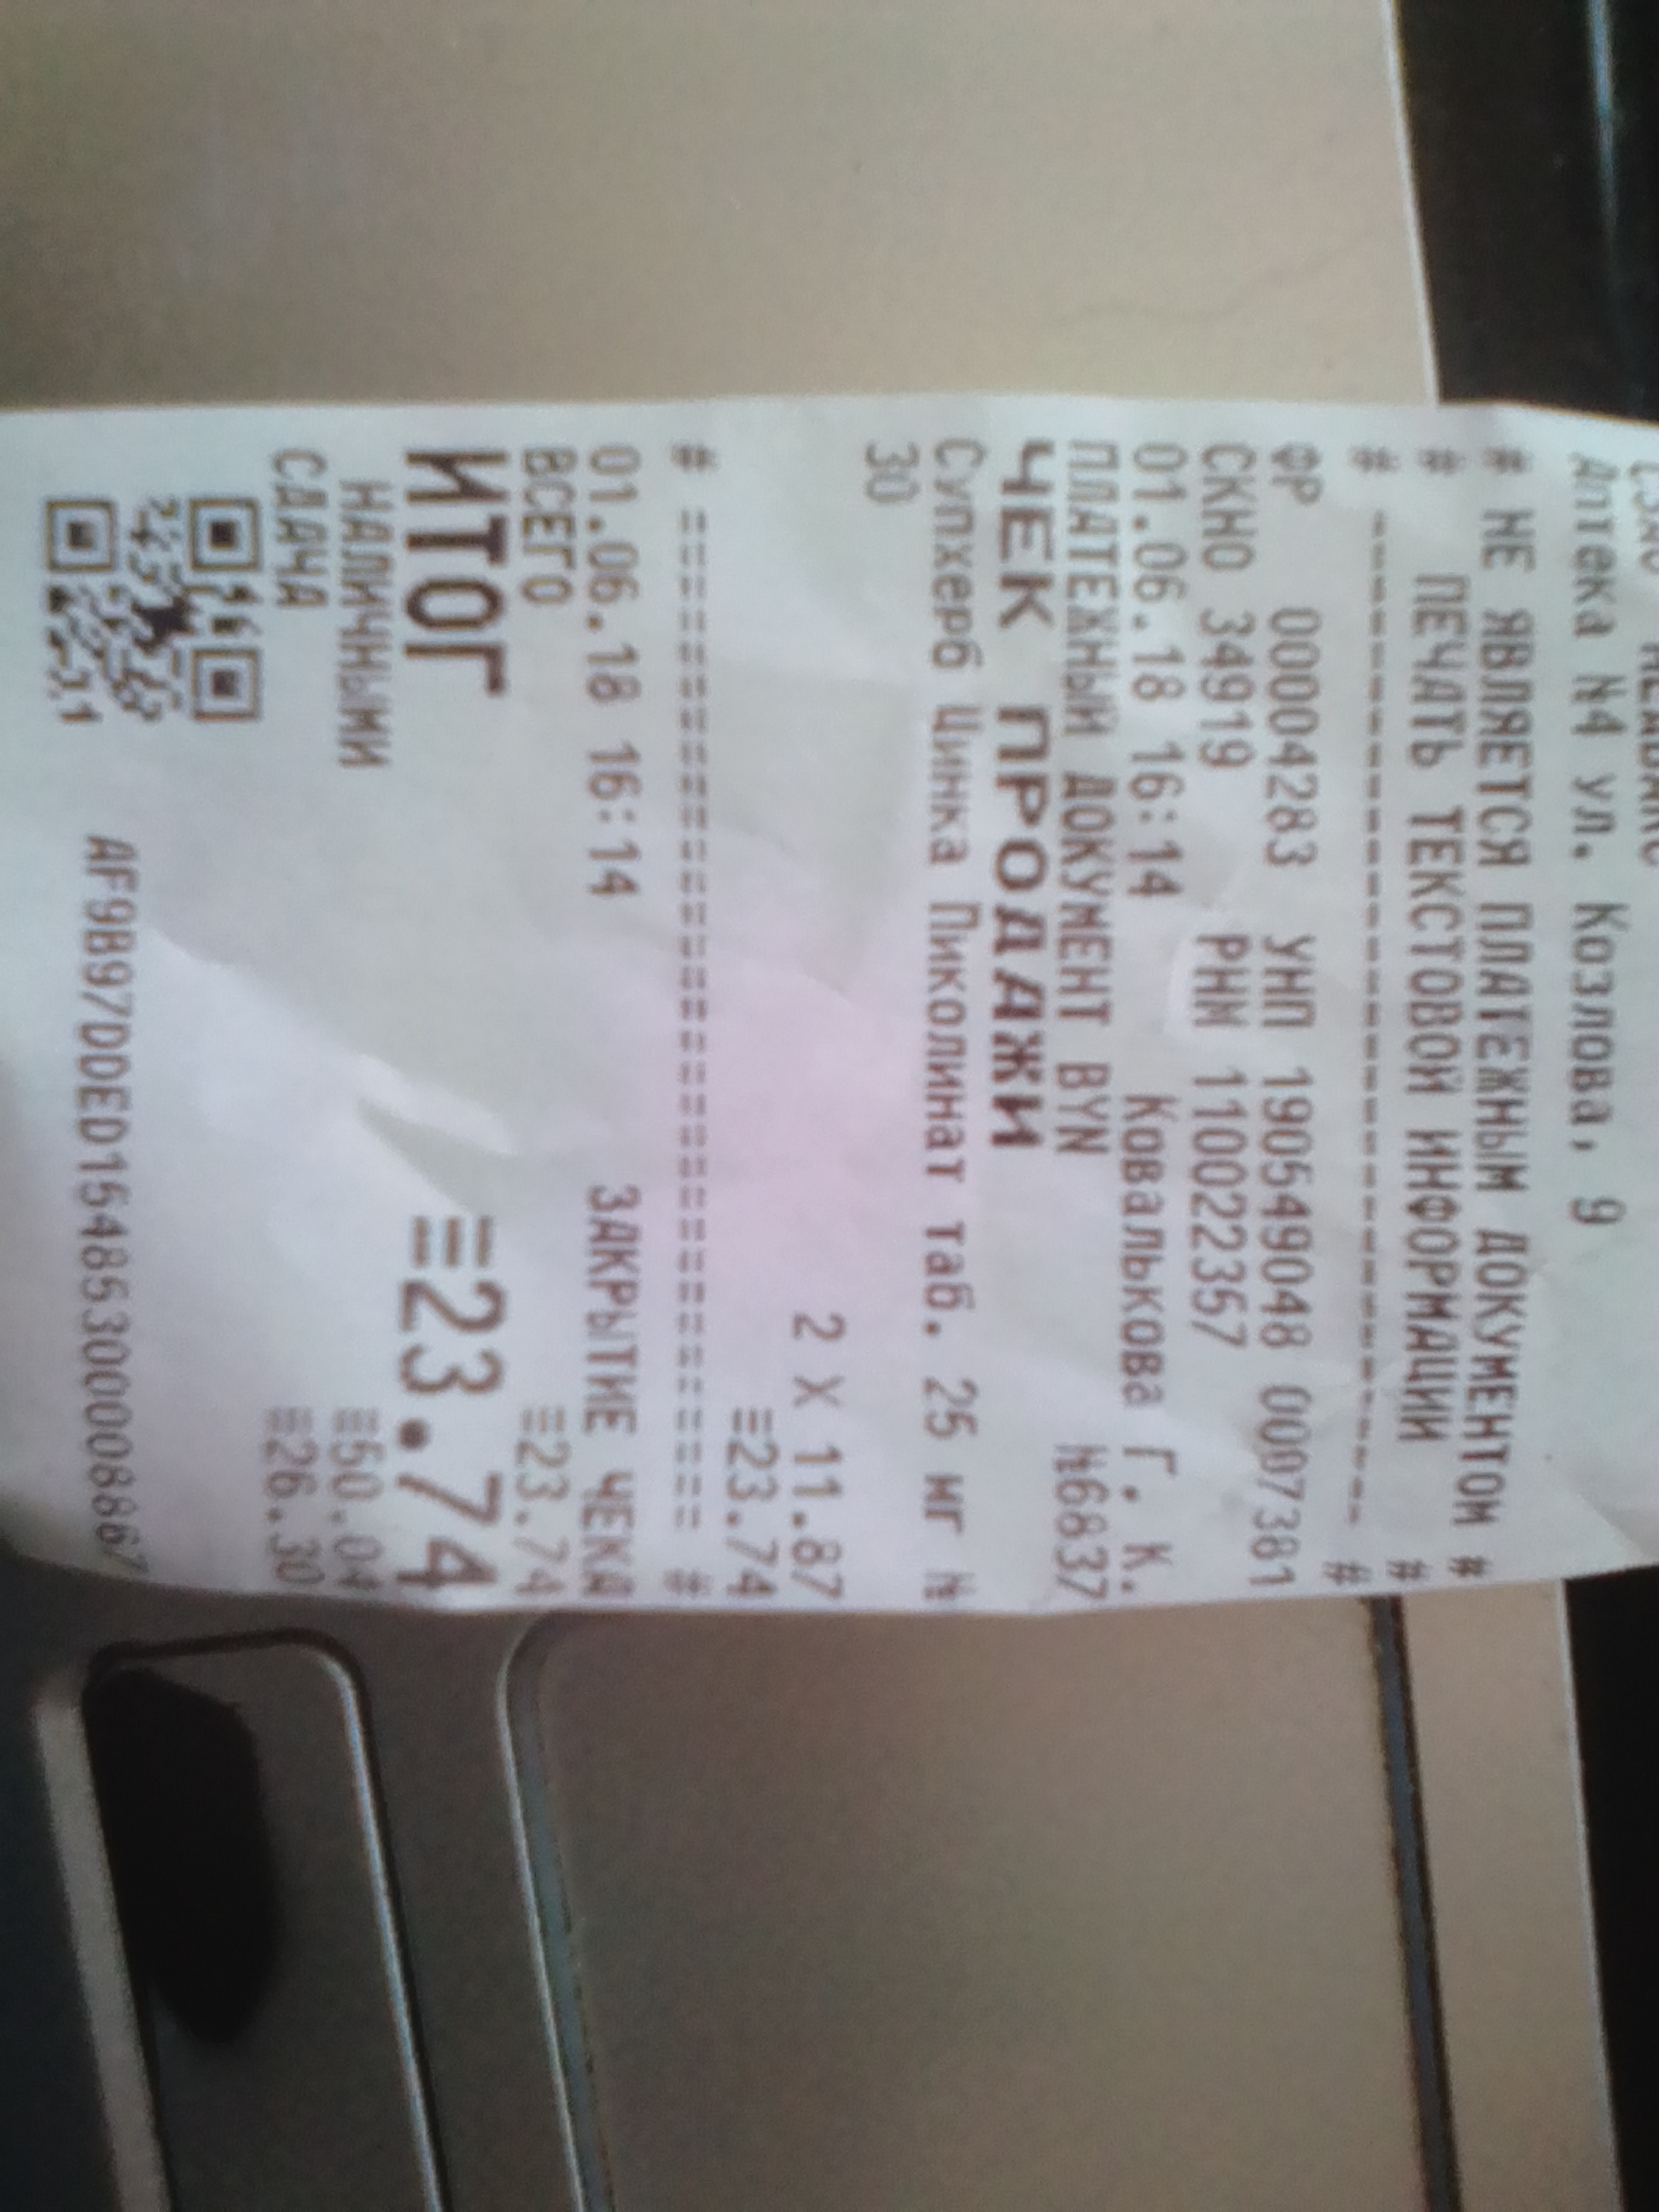 Аптека N4 ул. Козлова, 9
# НЕ ЯВЛЯЕТСЯ ПЛАТЕЖНЫМ ДОКУМЕНТОМ #
# ПЕЧАТЬ ТЕКСТОВОЙ ИНФОРМАЦИИ #
# ------------------------------ #
ФР 000004283 УНП 190549048 0007381
СКНО 34919 РНМ 110022357
01.06.18 16:14 Ковалькова Г. К.
ПЛАТЕЖНЫЙ ДОКУМЕНТ BYN №6837
ЧЕК ПРОДАЖИ
Супхерб Цинка Пиколинат таб. 25 мг N
30
2 X 11.87
≡23.74
# ============================== #
01.06.18 16:14 ЗАКРЫТИЕ ЧЕКА
ВСЕГО ≡23.74
ИТОГ ≡23.74
НАЛИЧНЫМИ ≡50.04
СДАЧА ≡26.30
AF9B97D0ED15485300008867